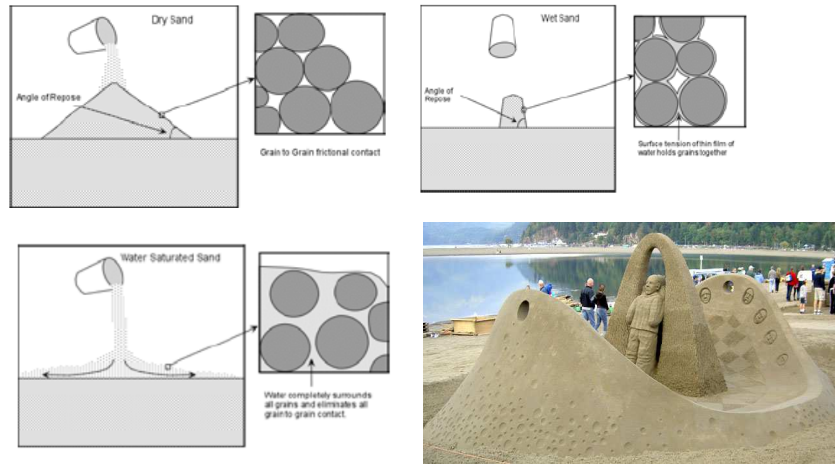 Dry Sand
Angle of Repose
Grain to Grain frictional contact
Wet Sand
Angle of
Repose
Surface tension of thin film of
water holds grains together
Water Saturated Sand
Water completely surrounds
all grains and eliminates all
grain to grain contact.